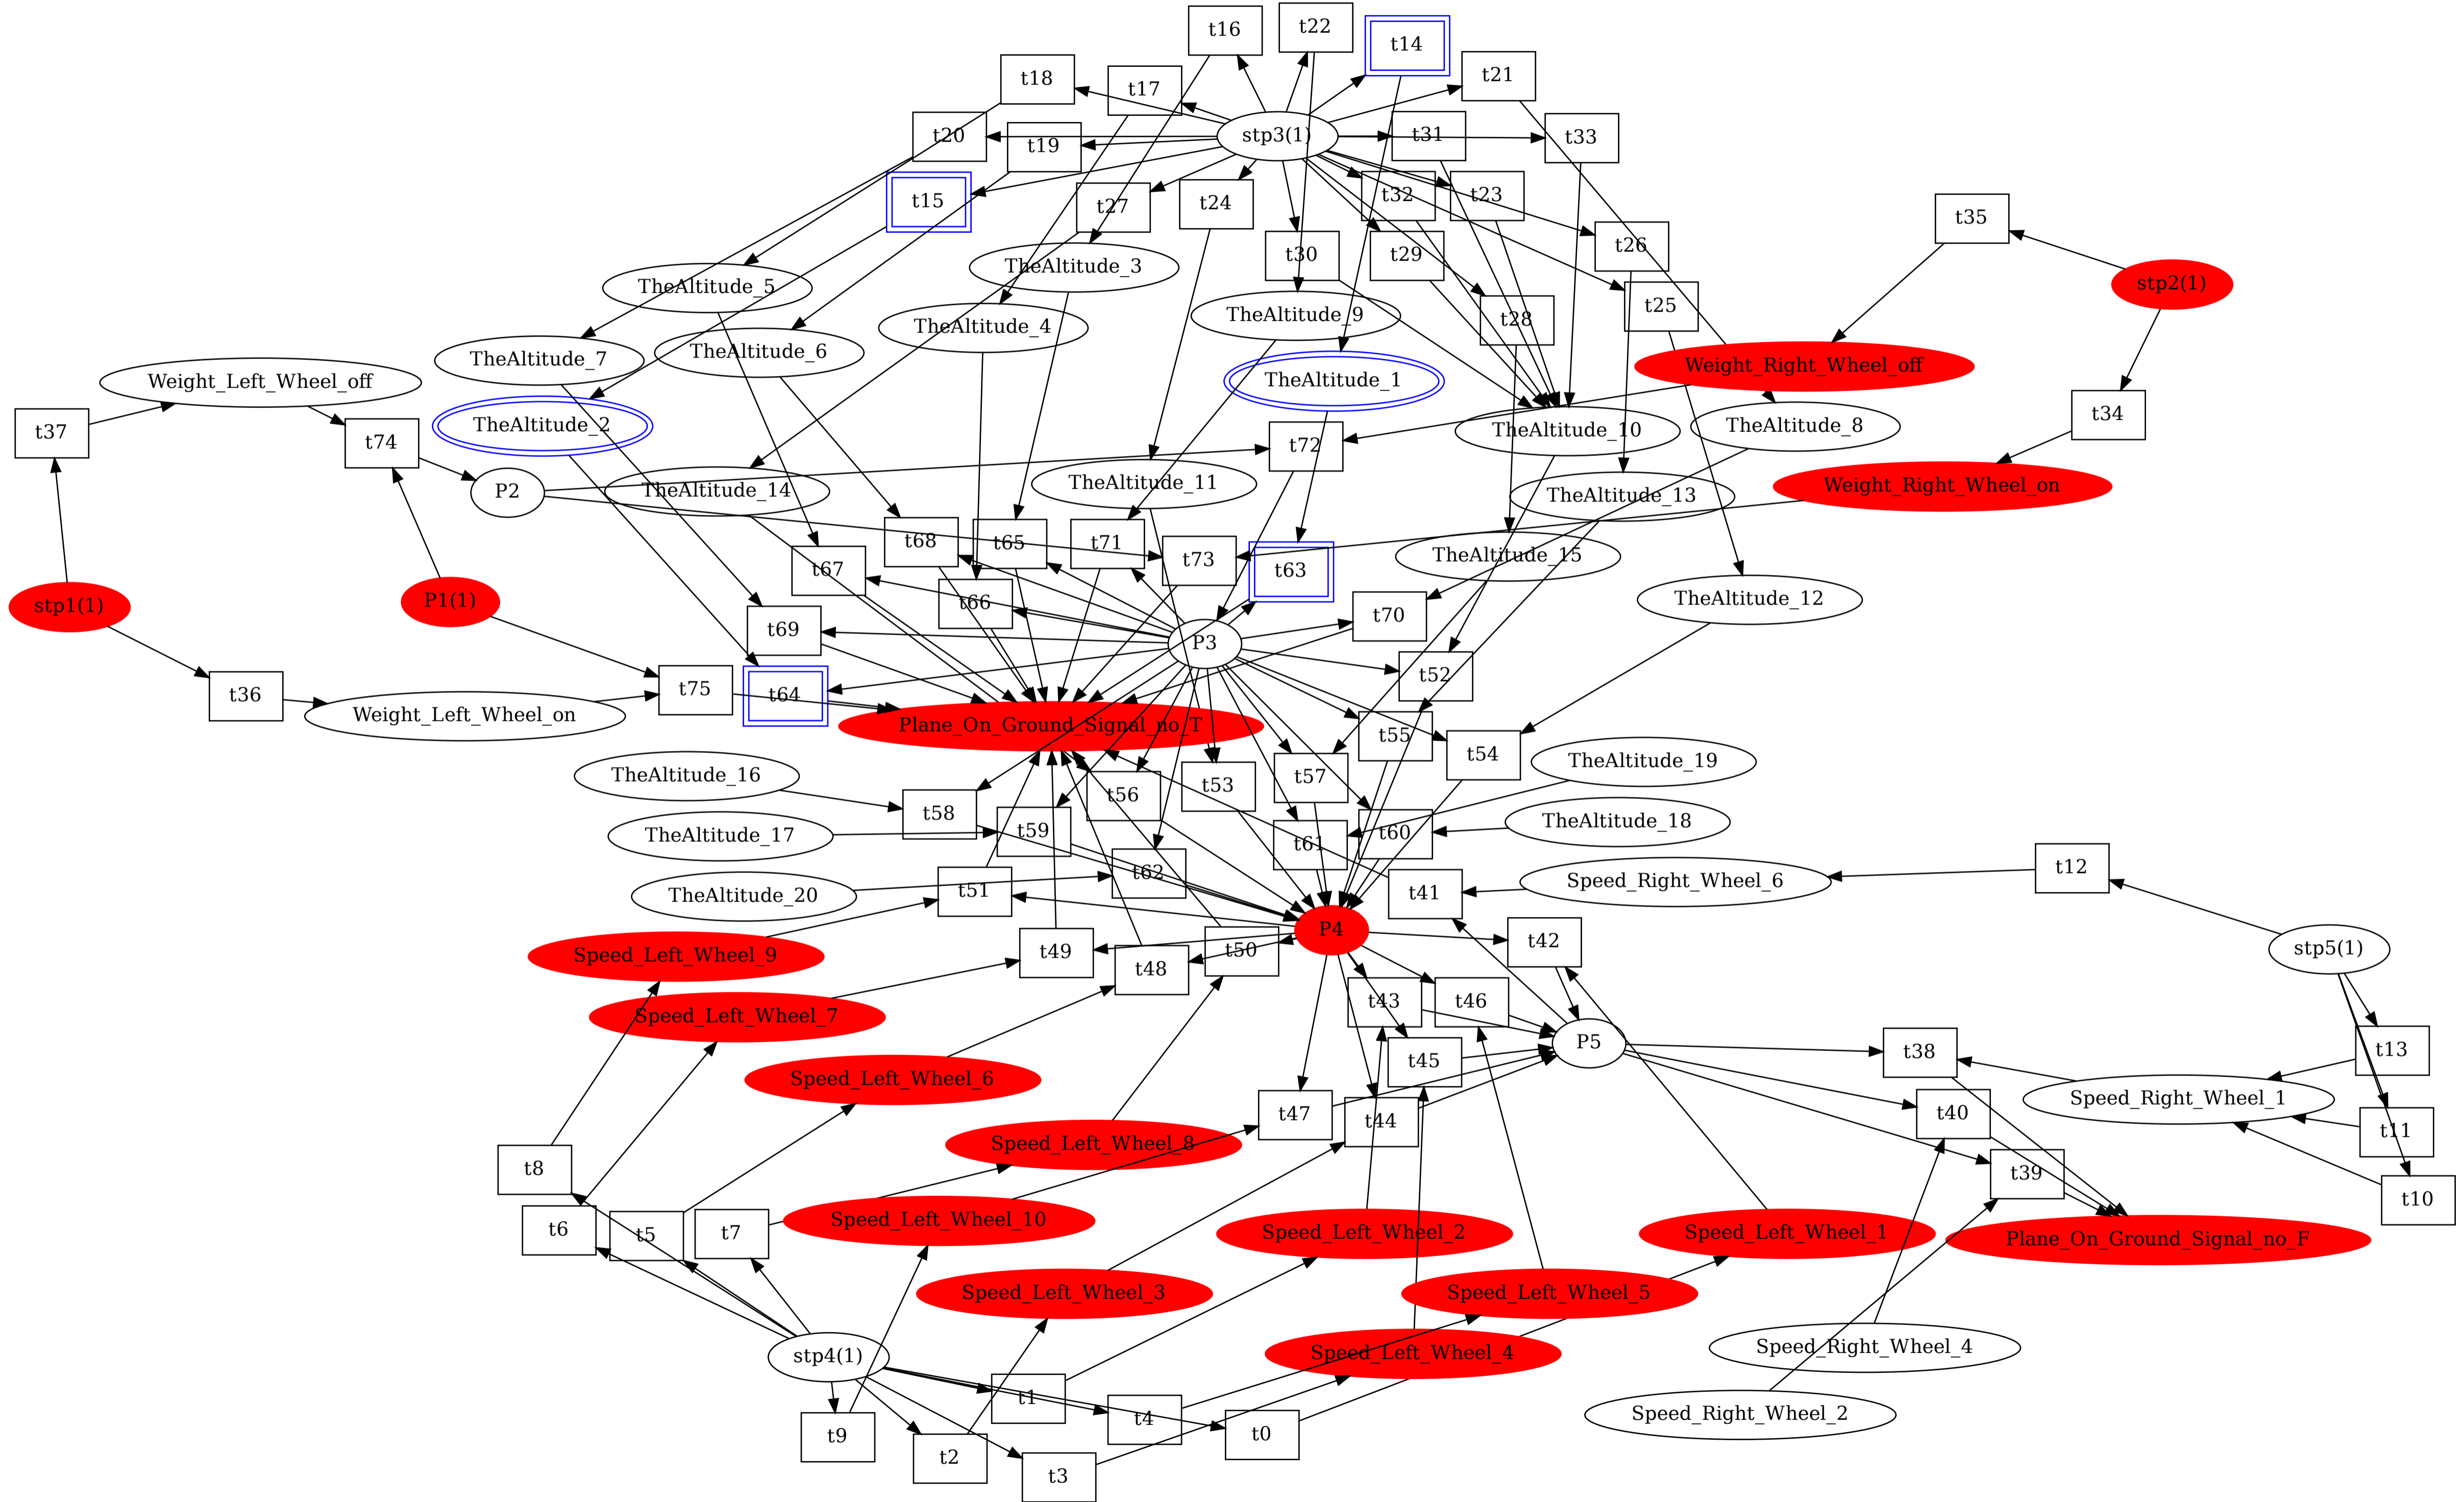 t16
t22
t14
t18
t17
t21
t20
t19
stp3(1)
t31
t33
t15
t27
t24
t32
t23
t35
t26
t30
t29
TheAltitude_3
TheAltitude_5
stp2(1)
t25
TheAltitude_9
t28
TheAltitude_4
TheAltitude_7
TheAltitude_6
Weight_Right_Wheel_off
Weight_Left_Wheel_off
TheAltitude_1
t34
TheAltitude_2
TheAltitude_10
TheAltitude_8
t37
t74
t72
TheAltitude_11
Weight_Right_Wheel_on
P2
TheAltitude_14
TheAltitude_13
t68
t65
t71
t73
TheAltitude_15
t67
t63
TheAltitude_12
stp1(1)
P1(1)
t66
t70
t69
P3
t52
t36
t75
t64
Weight_Left_Wheel_on
Plane_On_Ground_Signal_no_T
t55
t54
TheAltitude_19
TheAltitude_16
t57
t53
t56
t58
TheAltitude_18
TheAltitude_17
t59
t60
t61
t12
t62
Speed_Right_Wheel_6
TheAltitude_20
t51
t41
P4
t42
stp5(1)
t50
t49
Speed_Left_Wheel_9
t48
t43
t46
Speed_Left_Wheel_7
P5
t38
t13
t45
Speed_Left_Wheel_6
Speed_Right_Wheel_1
t47
t44
t40
t11
Speed_Left_Wheel_8
t8
t39
t10
Speed_Left_Wheel_10
t6
t5
t7
Speed_Left_Wheel_2
Speed_Left_Wheel_1
Plane_On_Ground_Signal_no_F
Speed_Left_Wheel_3
Speed_Left_Wheel_5
Speed_Right_Wheel_4
Speed_Left_Wheel_4
stp4(1)
t1
Speed_Right_Wheel_2
t4
t0
t9
t2
t3